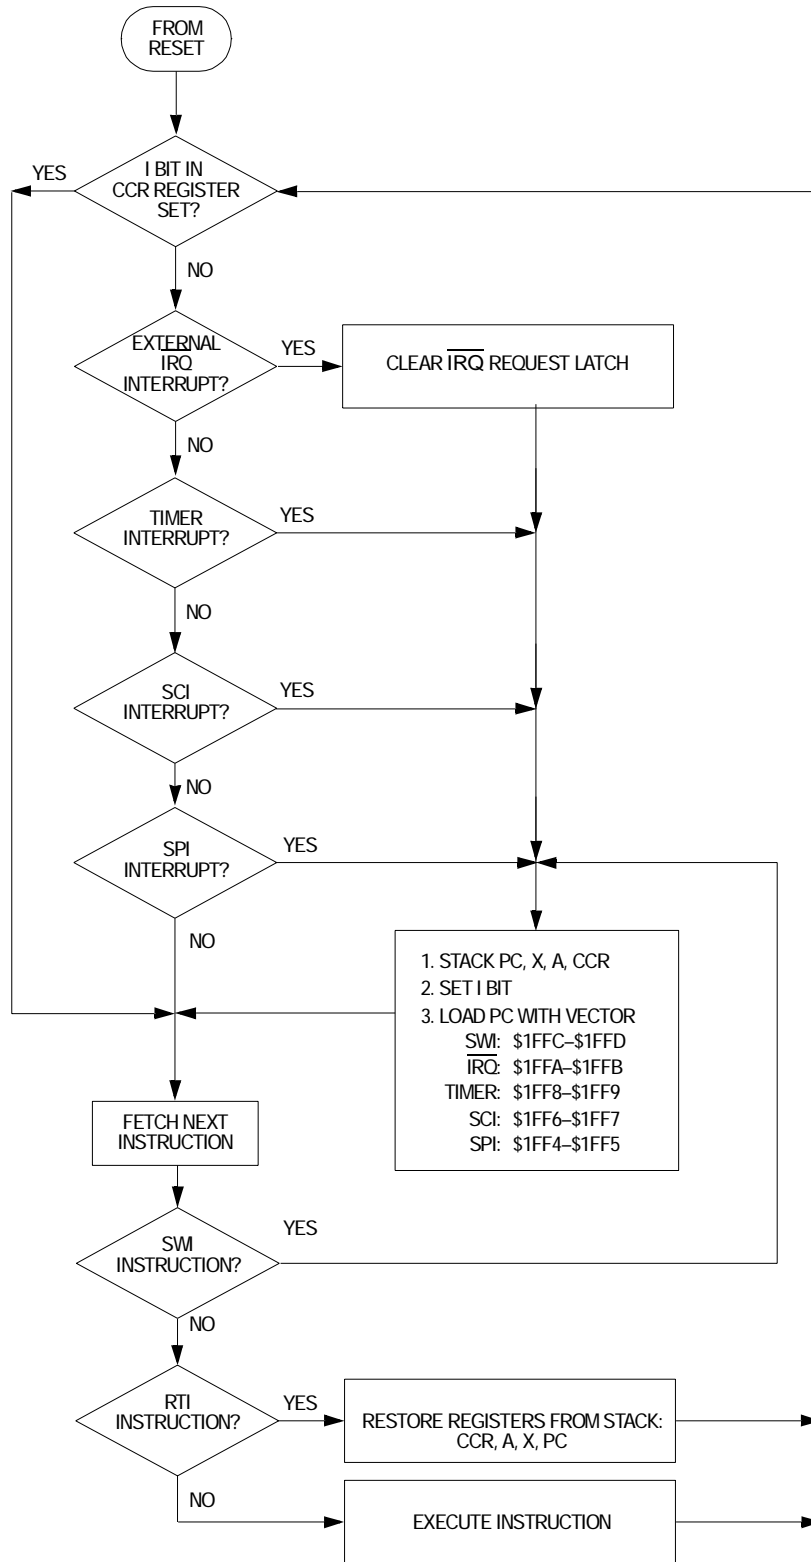 FROM
RESET
YES
I BIT IN
CCR REGISTER
SET?
NO
EXTERNAL
IRQ
INTERRUPT?
YES
CLEAR IRQ REQUEST LATCH
NO
TIMER
INTERRUPT?
YES
NO
SCI
INTERRUPT?
YES
NO
SPI
INTERRUPT?
YES
NO
1. STACK PC, X, A, CCR
2. SET I BIT
3. LOAD PC WITH VECTOR
SWI: $1FFC–$1FFD
IRQ: $1FFA–$1FFB
TIMER: $1FF8–$1FF9
SCI: $1FF6–$1FF7
SPI: $1FF4–$1FF5
FETCH NEXT
INSTRUCTION
SWI
INSTRUCTION?
YES
NO
RTI
INSTRUCTION?
YES
RESTORE REGISTERS FROM STACK:
CCR, A, X, PC
NO
EXECUTE INSTRUCTION